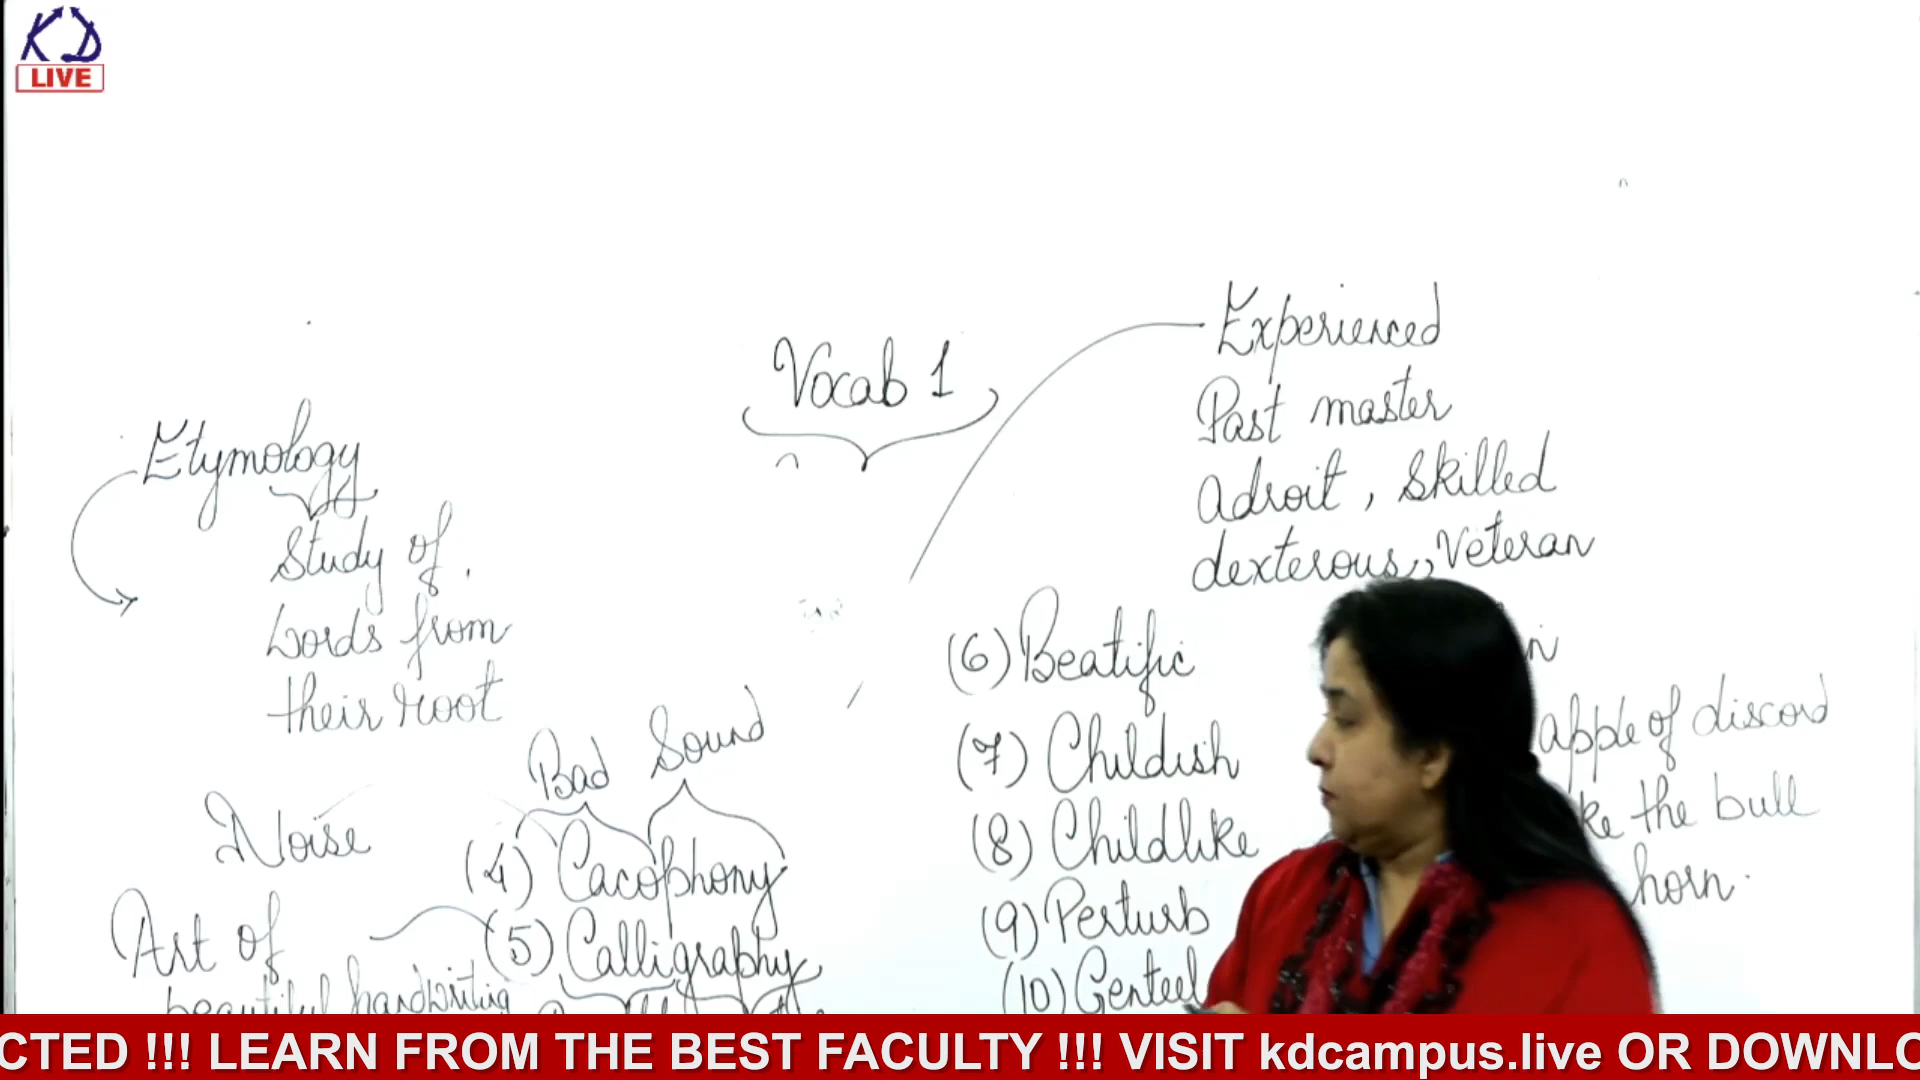 KD
LIVE
Vocab 1
Etymology
Study of
words from
their root
Experienced
Past master
Adroit, Skilled
dexterous, Veteran
Noise
Bad Sound
(4) Cacophony
Art of
beautiful handwriting
(5) Calligraphy
(6) Beatific
(7) Childish
(8) Childlike
(9) Perturb
(10) Genteel
apple of discord
the bull
horn.
CTED !!! LEARN FROM THE BEST FACULTY !!! VISIT kdcampus.live OR DOWNLO